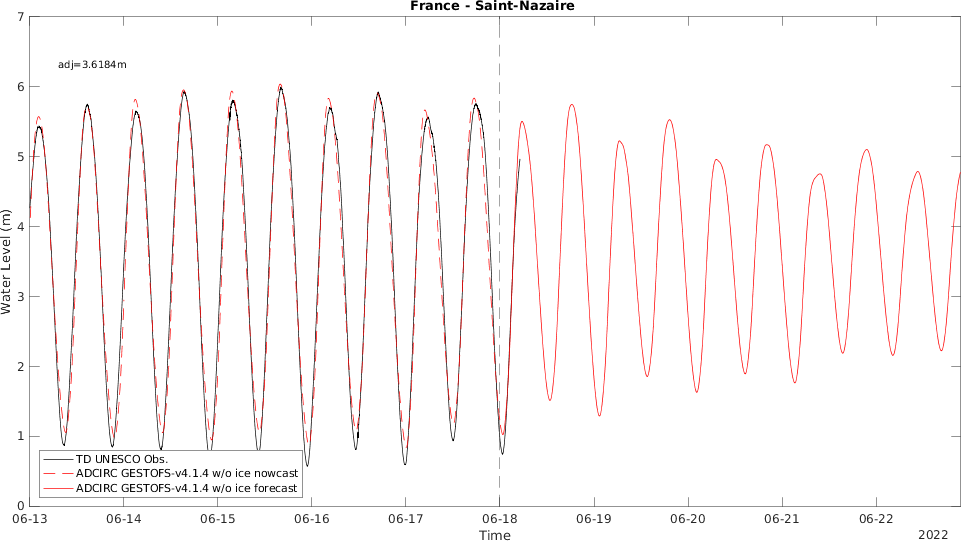 France - Saint-Nazaire
7
adj=3.6184m
6
5
4
3
2
1
0
Water Level (m)
TD UNESCO Obs.
ADCIRC GESTOFS-v4.1.4 w/o ice nowcast
ADCIRC GESTOFS-v4.1.4 w/o ice forecast
06-13 06-14 06-15 06-16 06-17 06-18 06-19 06-20 06-21 06-22
Time
2022